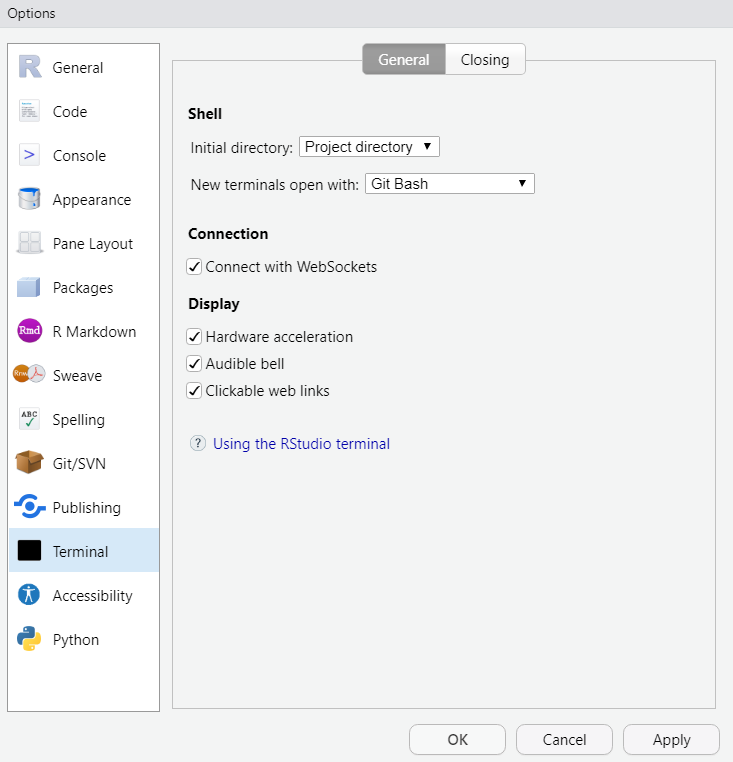 Options
General
Code
Console
Appearance
Pane Layout
Packages
Rmd R Markdown
Sweave
ABC Spelling
Git/SVN
Publishing
Terminal
Accessibility
Python
General Closing
Shell
Initial directory: Project directory
New terminals open with: Git Bash
Connection
Connect with WebSockets
Display
Hardware acceleration
Audible bell
Clickable web links
? Using the RStudio terminal
OK Cancel Apply